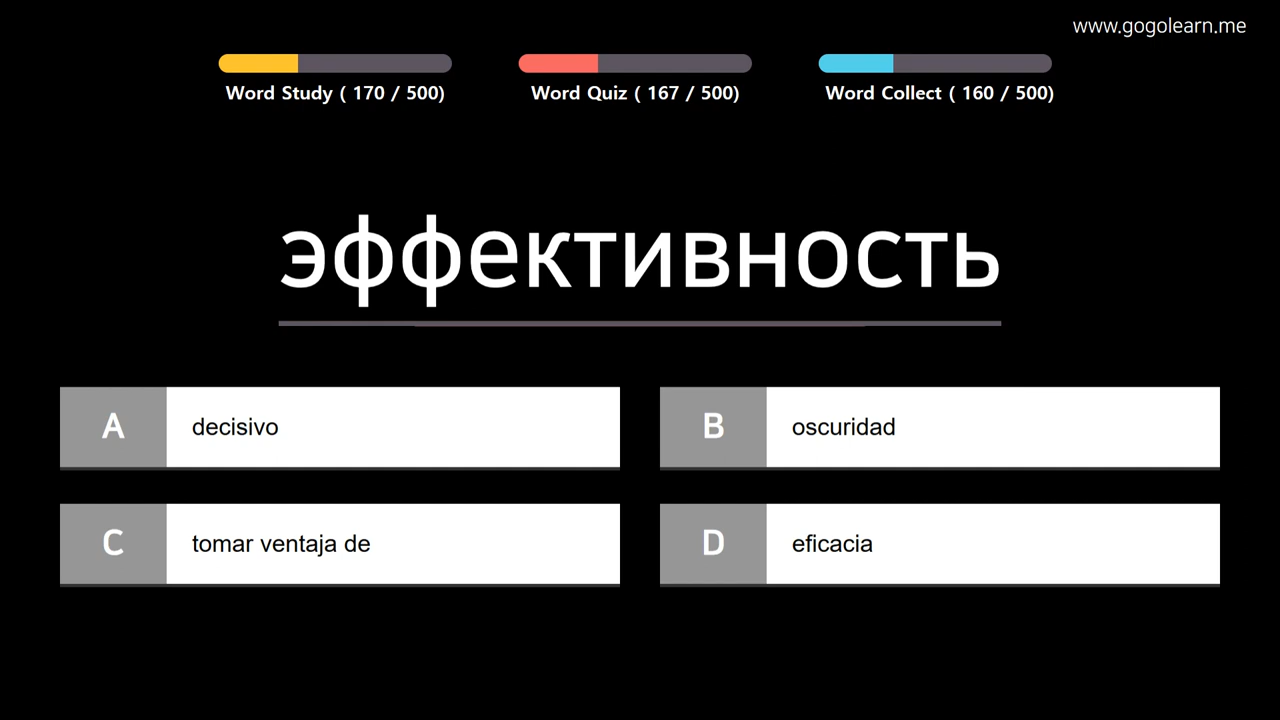 www.gogolearn.me
Word Study ( 170 / 500)
Word Quiz ( 167 / 500)
Word Collect ( 160 / 500)
эффективность
A
decisivo
B
oscuridad
C
tomar ventaja de
D
eficacia